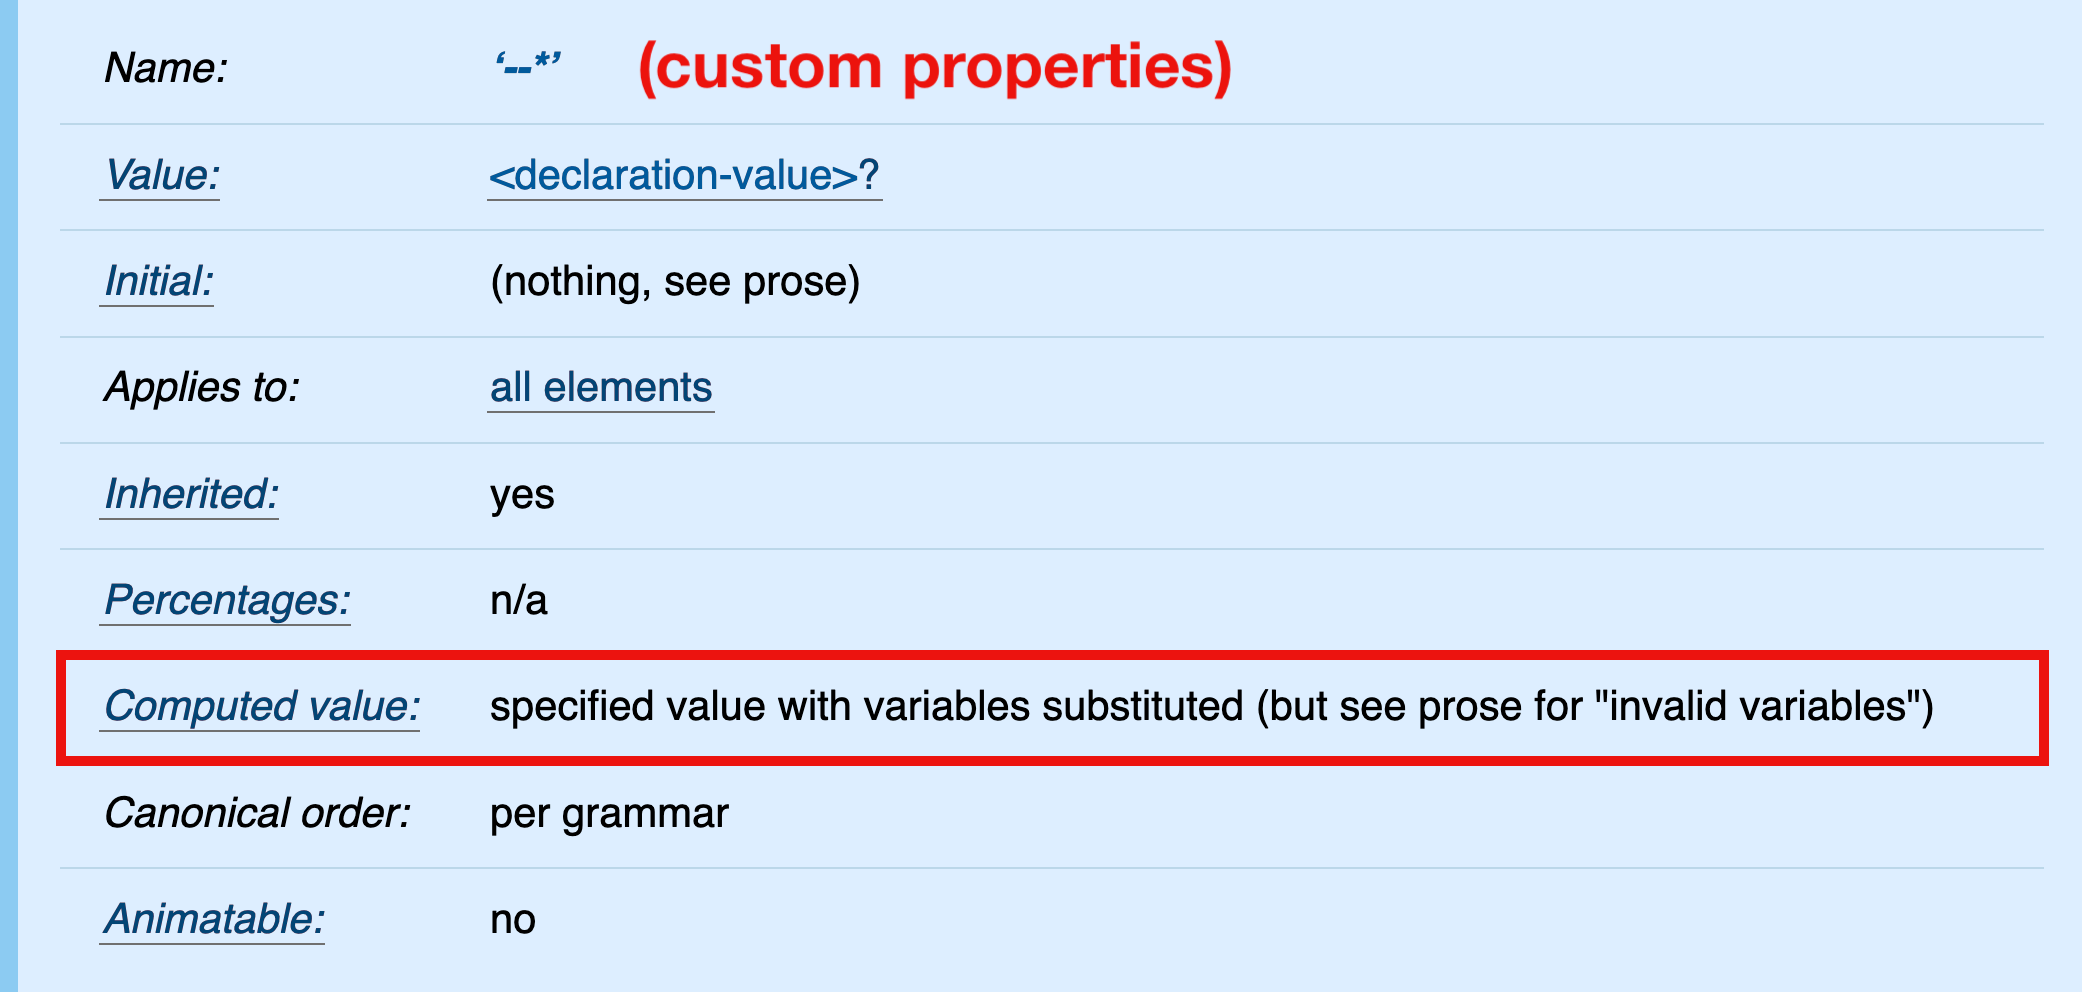 Name: ‘--*’ (custom properties)
Value: <declaration-value>?
Initial: (nothing, see prose)
Applies to: all elements
Inherited: yes
Percentages: n/a
Computed value: specified value with variables substituted (but see prose for "invalid variables")
Canonical order: per grammar
Animatable: no